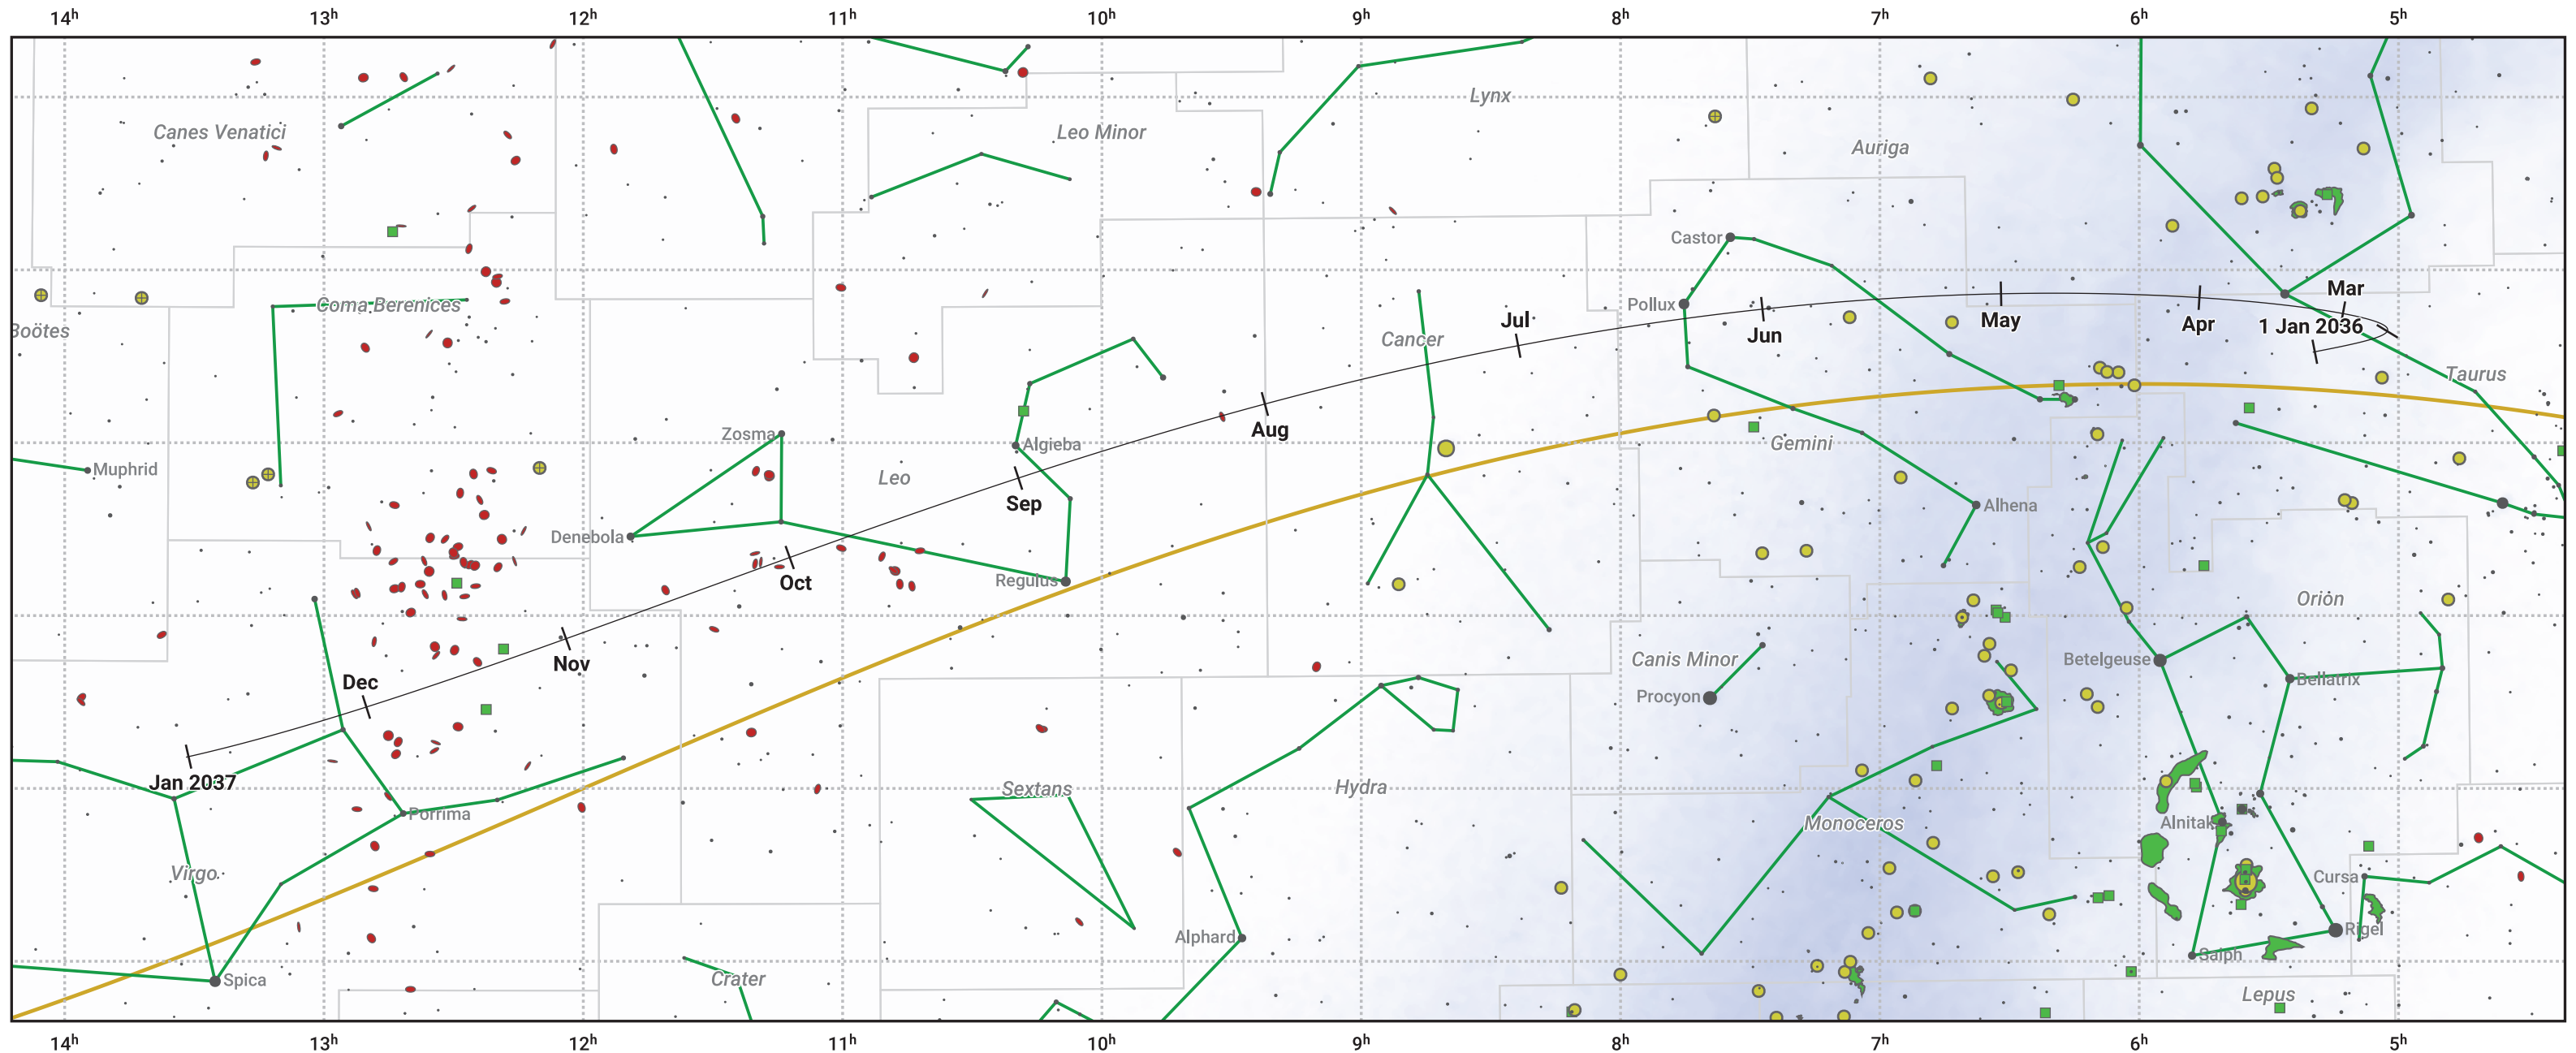 14ʰ 13ʰ 12ʰ 11ʰ 10ʰ 9ʰ 8ʰ 7ʰ 6ʰ 5ʰ
Lynx
Canes Venatici
Leo Minor
Auriga
Castor
Mar
Coma Berenices
Pollux
Jul
May
Apr
1 Jan 2036
Boötes
Cancer
Jun
Taurus
Aug
Zosma
Algieba
Gemini
Muphrid
Leo
Sep
Alhena
Denebola
Oct
Regulus
Orion
Nov
Canis Minor
Betelgeuse
Dec
Procyon
Bellatrix
Jan 2037
Sextans
Hydra
Porrima
Monoceros
Alnitak
Virgo
Cursa
Alphard
Rigel
Spica
Crater
Saiph
Lepus
14ʰ 13ʰ 12ʰ 11ʰ 10ʰ 9ʰ 8ʰ 7ʰ 6ʰ 5ʰ